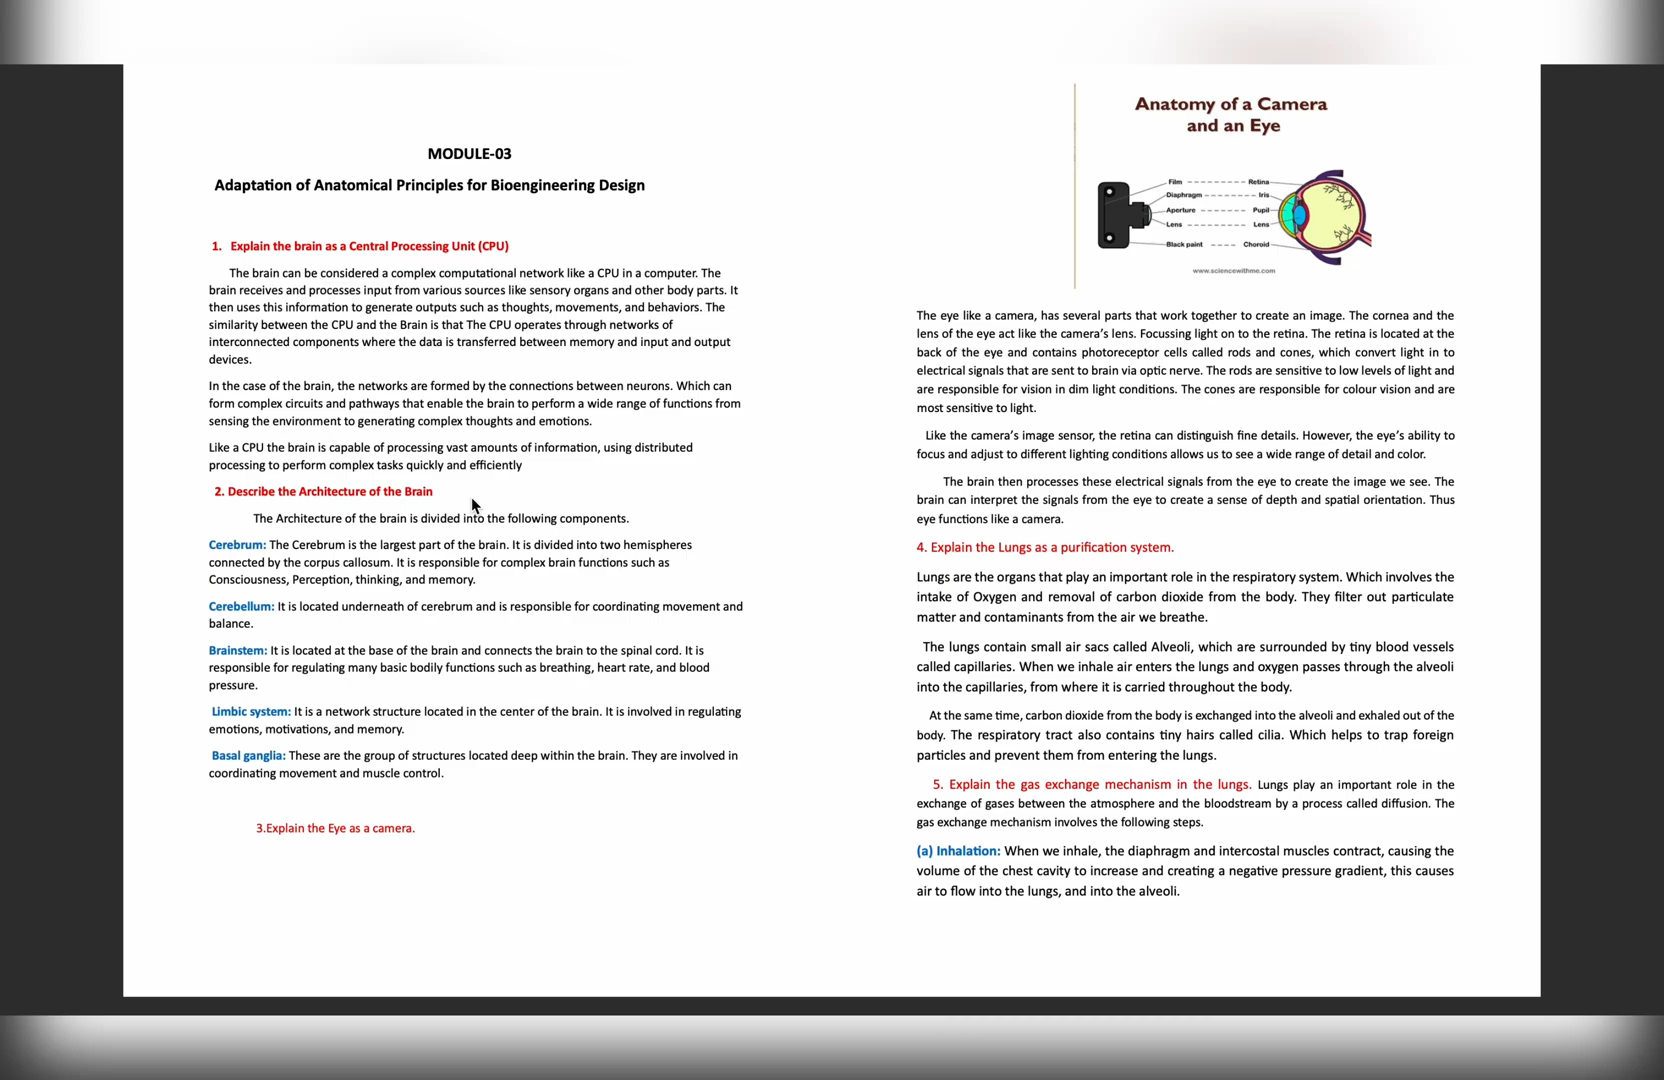 MODULE-03
Adaptation of Anatomical Principles for Bioengineering Design
1. Explain the brain as a Central Processing Unit (CPU)
The brain can be considered a complex computational network like a CPU in a computer. The
brain receives and processes input from various sources like sensory organs and other body parts. It
then uses this information to generate outputs such as thoughts, movements, and behaviors. The
similarity between the CPU and the Brain is that The CPU operates through networks of
interconnected components where the data is transferred between memory and input and output
devices.
In the case of the brain, the networks are formed by the connections between neurons. Which can
form complex circuits and pathways that enable the brain to perform a wide range of functions from
sensing the environment to generating complex thoughts and emotions.
Like a CPU the brain is capable of processing vast amounts of information, using distributed
processing to perform complex tasks quickly and efficiently
2. Describe the Architecture of the Brain
The Architecture of the brain is divided into the following components.
Cerebrum: The Cerebrum is the largest part of the brain. It is divided into two hemispheres
connected by the corpus callosum. It is responsible for complex brain functions such as
Consciousness, Perception, thinking, and memory.
Cerebellum: It is located underneath of cerebrum and is responsible for coordinating movement and
balance.
Brainstem: It is located at the base of the brain and connects the brain to the spinal cord. It is
responsible for regulating many basic bodily functions such as breathing, heart rate, and blood
pressure.
Limbic system: It is a network structure located in the center of the brain. It is involved in regulating
emotions, motivations, and memory.
Basal ganglia: These are the group of structures located deep within the brain. They are involved in
coordinating movement and muscle control.
3.Explain the Eye as a camera.
Anatomy of a Camera
and an Eye
Film Retina
Diaphragm Iris
Aperture Pupil
Lens Lens
Black paint Choroid
www.sciencewithme.com
The eye like a camera, has several parts that work together to create an image. The cornea and the
lens of the eye act like the camera's lens. Focussing light on to the retina. The retina is located at the
back of the eye and contains photoreceptor cells called rods and cones, which convert light in to
electrical signals that are sent to brain via optic nerve. The rods are sensitive to low levels of light and
are responsible for vision in dim light conditions. The cones are responsible for colour vision and are
most sensitive to light.
Like the camera's image sensor, the retina can distinguish fine details. However, the eye's ability to
focus and adjust to different lighting conditions allows us to see a wide range of detail and color.
The brain then processes these electrical signals from the eye to create the image we see. The
brain can interpret the signals from the eye to create a sense of depth and spatial orientation. Thus
eye functions like a camera.
4. Explain the Lungs as a purification system.
Lungs are the organs that play an important role in the respiratory system. Which involves the
intake of Oxygen and removal of carbon dioxide from the body. They filter out particulate
matter and contaminants from the air we breathe.
The lungs contain small air sacs called Alveoli, which are surrounded by tiny blood vessels
called capillaries. When we inhale air enters the lungs and oxygen passes through the alveoli
into the capillaries, from where it is carried throughout the body.
At the same time, carbon dioxide from the body is exchanged into the alveoli and exhaled out of the
body. The respiratory tract also contains tiny hairs called cilia. Which helps to trap foreign
particles and prevent them from entering the lungs.
5. Explain the gas exchange mechanism in the lungs. Lungs play an important role in the
exchange of gases between the atmosphere and the bloodstream by a process called diffusion. The
gas exchange mechanism involves the following steps.
(a) Inhalation: When we inhale, the diaphragm and intercostal muscles contract, causing the
volume of the chest cavity to increase and creating a negative pressure gradient, this causes
air to flow into the lungs, and into the alveoli.